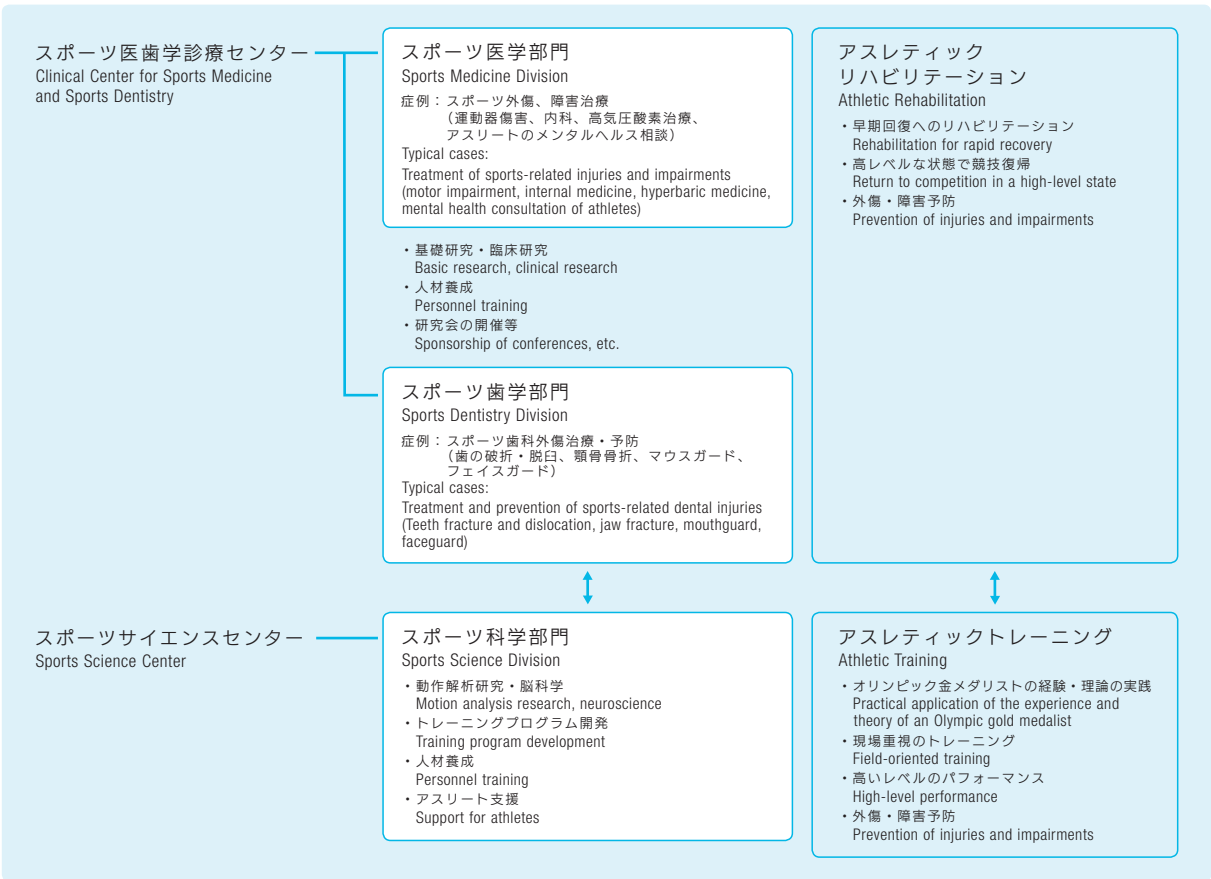 スポーツ医歯学診療センター
Clinical Center for Sports Medicine
and Sports Dentistry
スポーツ医学部門
Sports Medicine Division
症例：スポーツ外傷、障害治療
（運動器傷害、内科、高気圧酸素治療、
アスリートのメンタルヘルス相談）
Typical cases:
Treatment of sports-related injuries and impairments
(motor impairment, internal medicine, hyperbaric medicine,
mental health consultation of athletes)
・基礎研究・臨床研究
Basic research, clinical research
・人材養成
Personnel training
・研究会の開催等
Sponsorship of conferences, etc.
スポーツ歯学部門
Sports Dentistry Division
症例：スポーツ歯科外傷治療・予防
（歯の破折・脱臼、顎骨骨折、マウスガード、
フェイスガード）
Typical cases:
Treatment and prevention of sports-related dental injuries
(Teeth fracture and dislocation, jaw fracture, mouthguard,
faceguard)
アスレティック
リハビリテーション
Athletic Rehabilitation
・早期回復へのリハビリテーション
Rehabilitation for rapid recovery
・高レベルな状態で競技復帰
Return to competition in a high-level state
・外傷・障害予防
Prevention of injuries and impairments
スポーツサイエンスセンター
Sports Science Center
スポーツ科学部門
Sports Science Division
・動作解析研究・脳科学
Motion analysis research, neuroscience
・トレーニングプログラム開発
Training program development
・人材養成
Personnel training
・アスリート支援
Support for athletes
アスレティックトレーニング
Athletic Training
・オリンピック金メダリストの経験・理論の実践
Practical application of the experience and
theory of an Olympic gold medalist
・現場重視のトレーニング
Field-oriented training
・高いレベルのパフォーマンス
High-level performance
・外傷・障害予防
Prevention of injuries and impairments